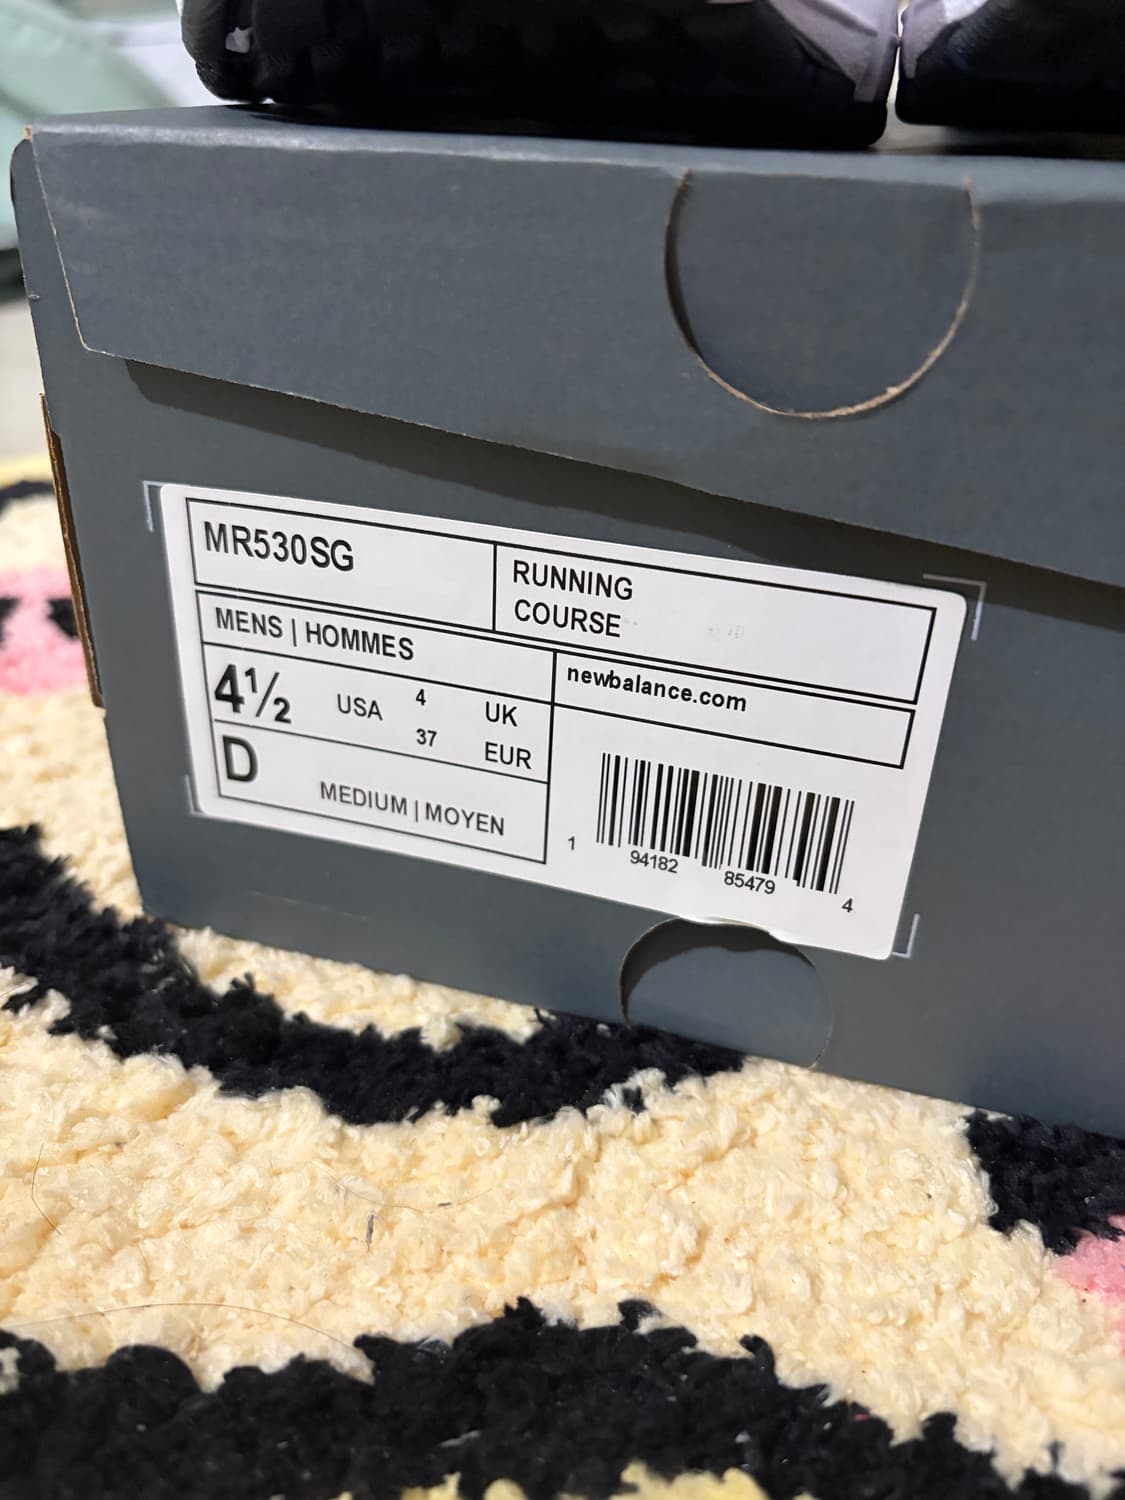 MR530SG
RUNNING
COURSE
MENS | HOMMES
newbalance.com
4½ USA 4 UK
37 EUR
D
MEDIUM | MOYEN
1 94182 85479 4